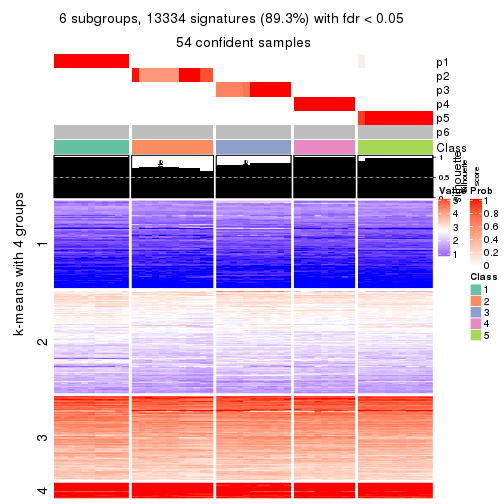 6 subgroups, 13334 signatures (89.3%) with fdr < 0.05
54 confident samples
p1
p2
p3
p4
p5
p6
Class
1
0.5
silhouette
score
k-means with 4 groups
1
2
3
4
Value
5
4
3
2
1
Prob
1
0.8
0.6
0.4
0.2
0
Class
1
2
3
4
5